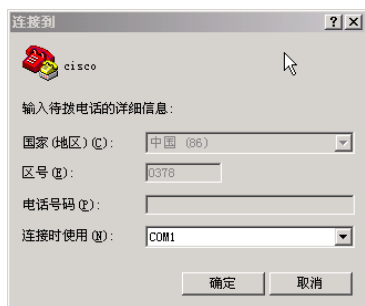 连接到
cisco
输入待拨电话的详细信息:
国家(地区)(C): 中国 (86)
区号(E): 0378
电话号码(P):
连接时使用(N): COM1
确定 取消